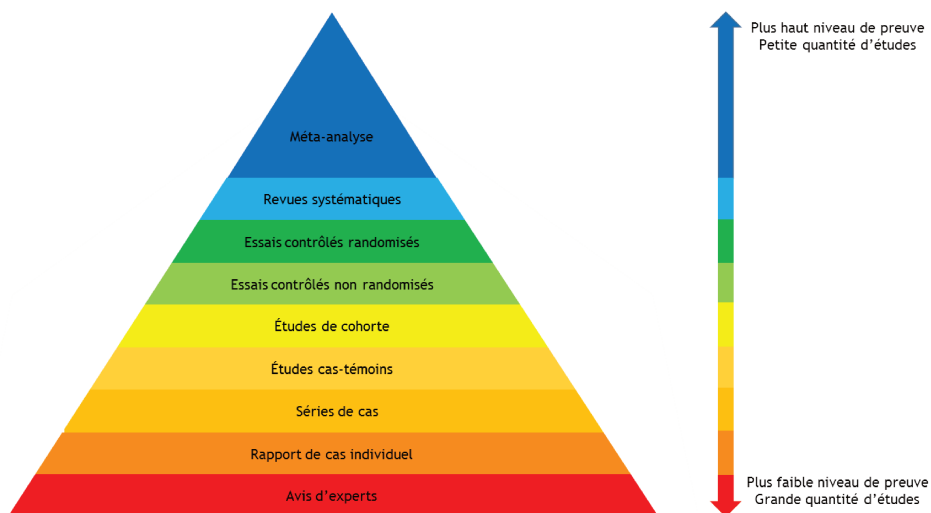 Plus haut niveau de preuve
Petite quantité d’études
Méta-analyse
Revues systématiques
Essais contrôlés randomisés
Essais contrôlés non randomisés
Études de cohorte
Études cas-témoins
Séries de cas
Rapport de cas individuel
Avis d’experts
Plus faible niveau de preuve
Grande quantité d’études